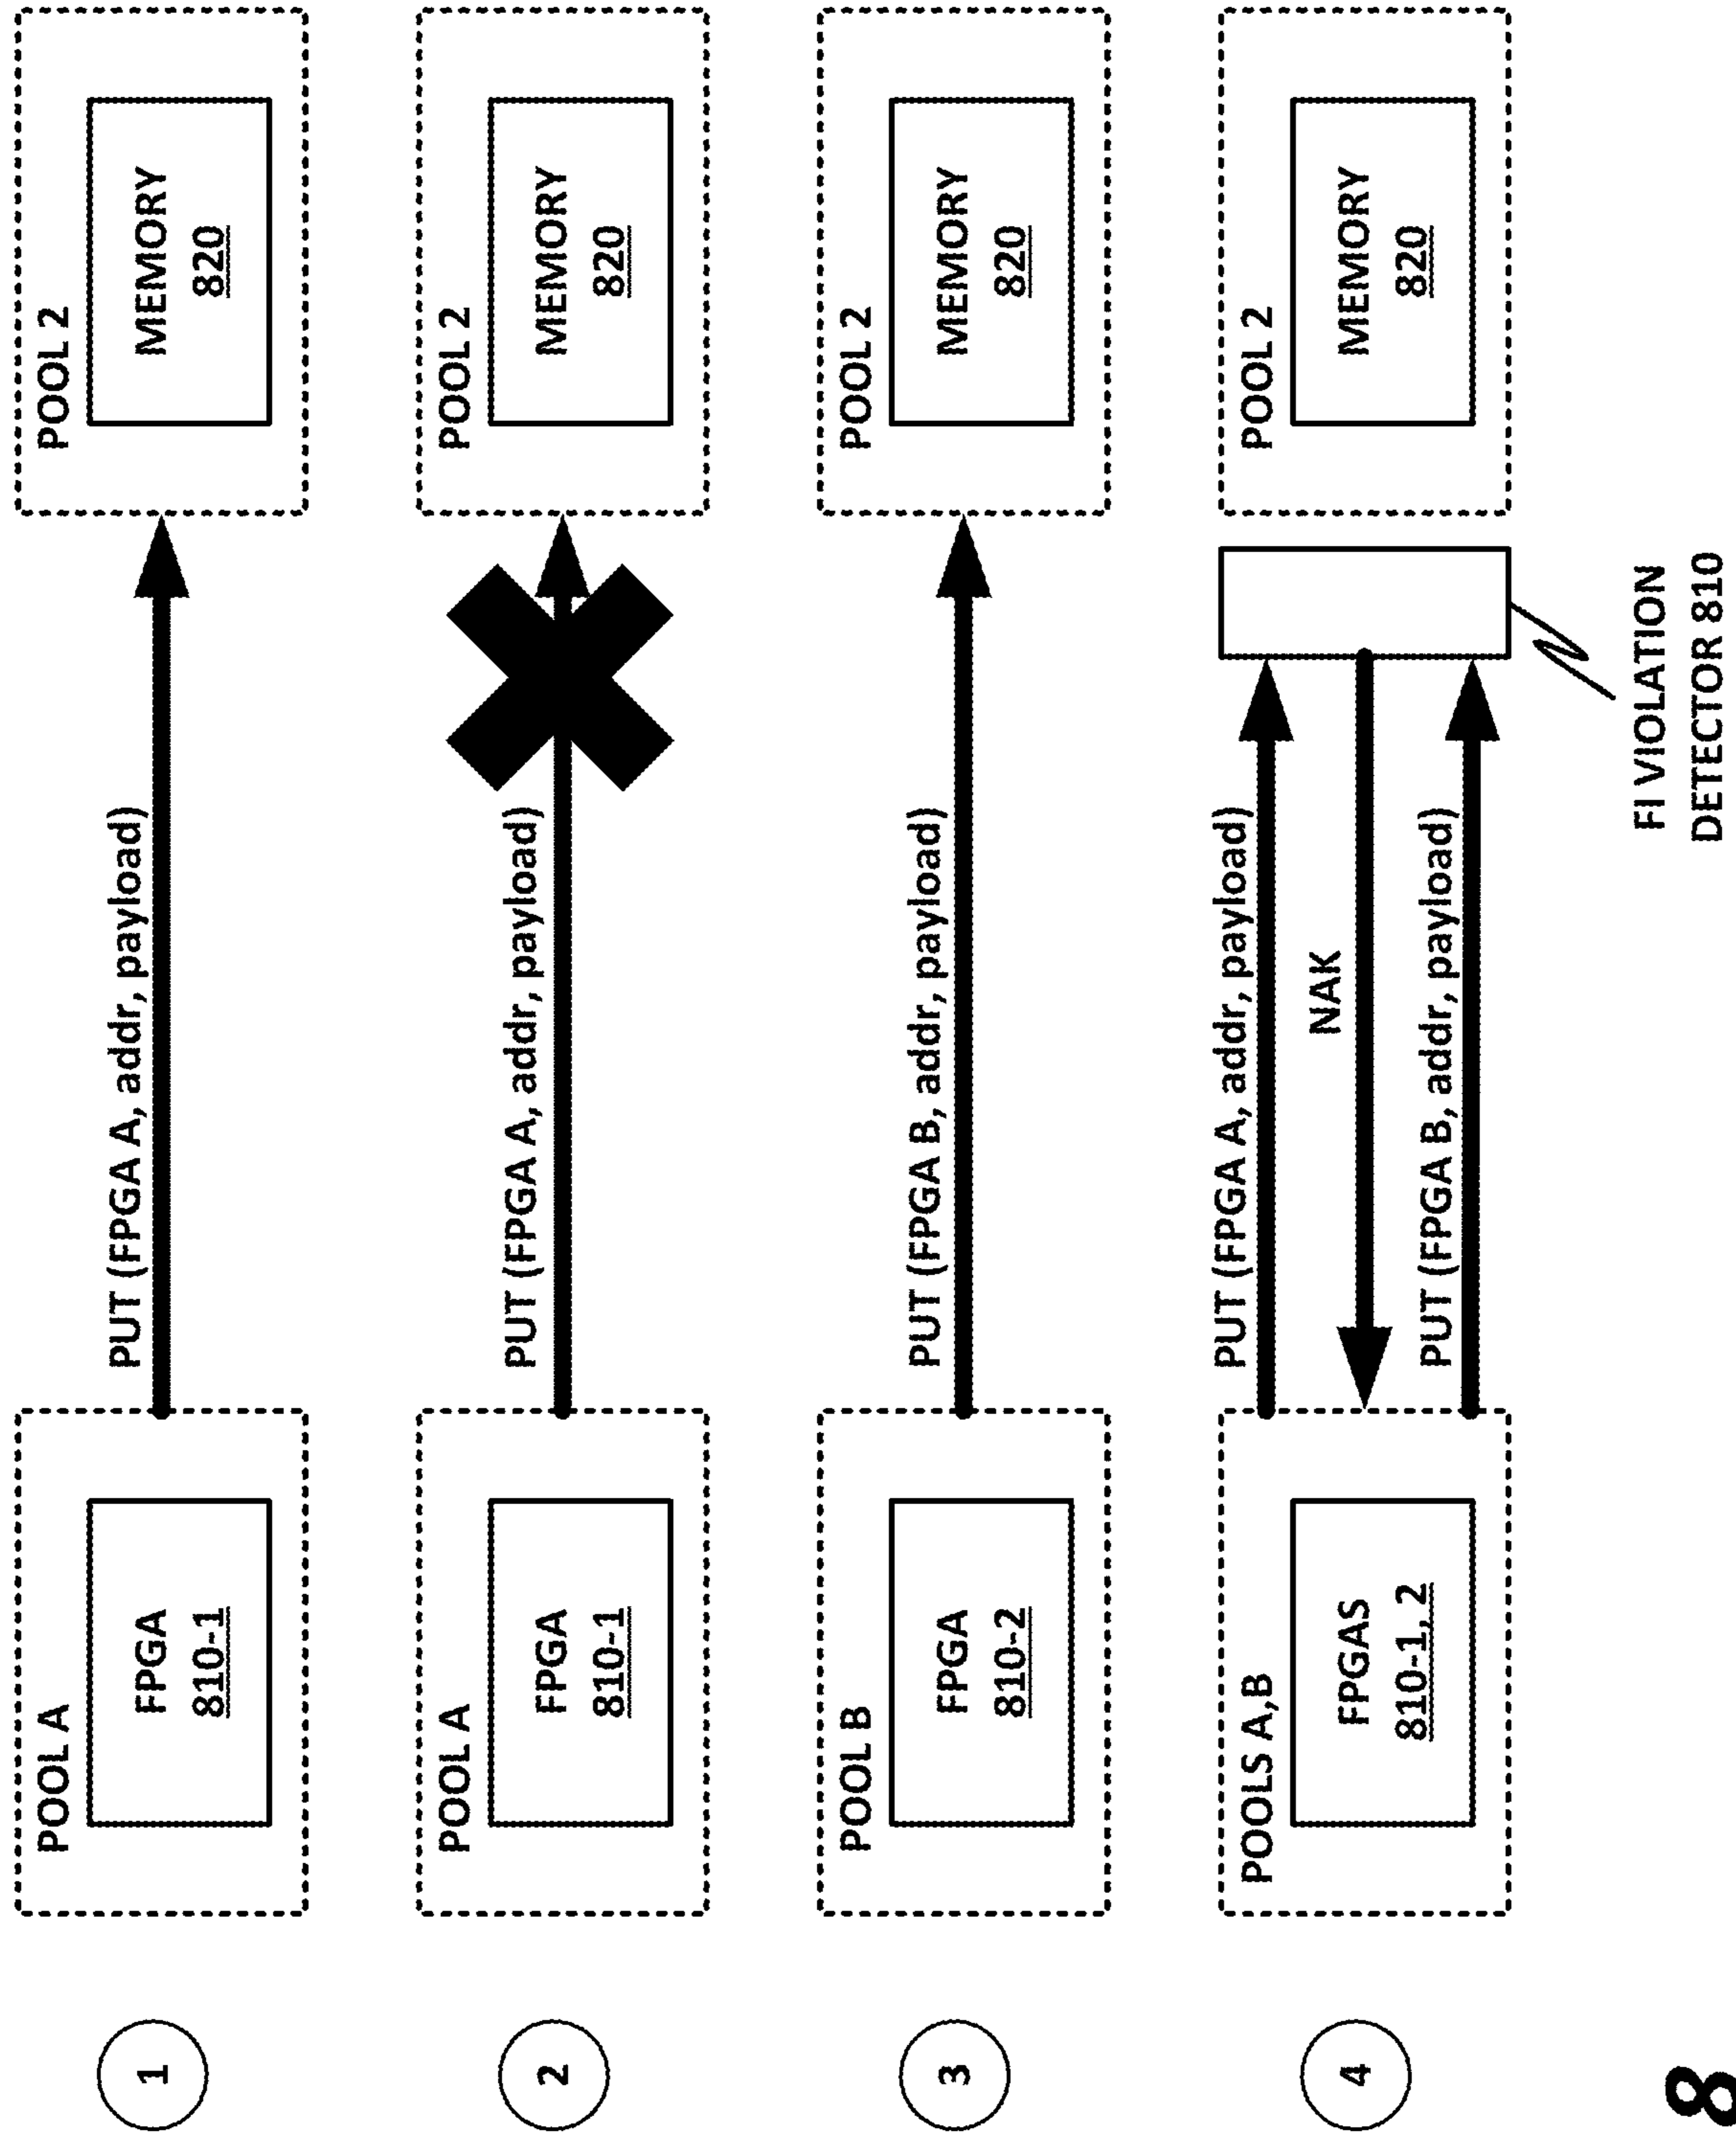 1
POOL A
FPGA
810-1
PUT (FPGA A, addr, payload)
POOL 2
MEMORY
820
2
POOL A
FPGA
810-1
PUT (FPGA A, addr, payload)
POOL 2
MEMORY
820
3
POOL B
FPGA
810-2
PUT (FPGA B, addr, payload)
POOL 2
MEMORY
820
4
POOLS A,B
FPGAS
810-1, 2
PUT (FPGA A, addr, payload)
NAK
PUT (FPGA B, addr, payload)
POOL 2
MEMORY
820
FI VIOLATION
DETECTOR 810
8